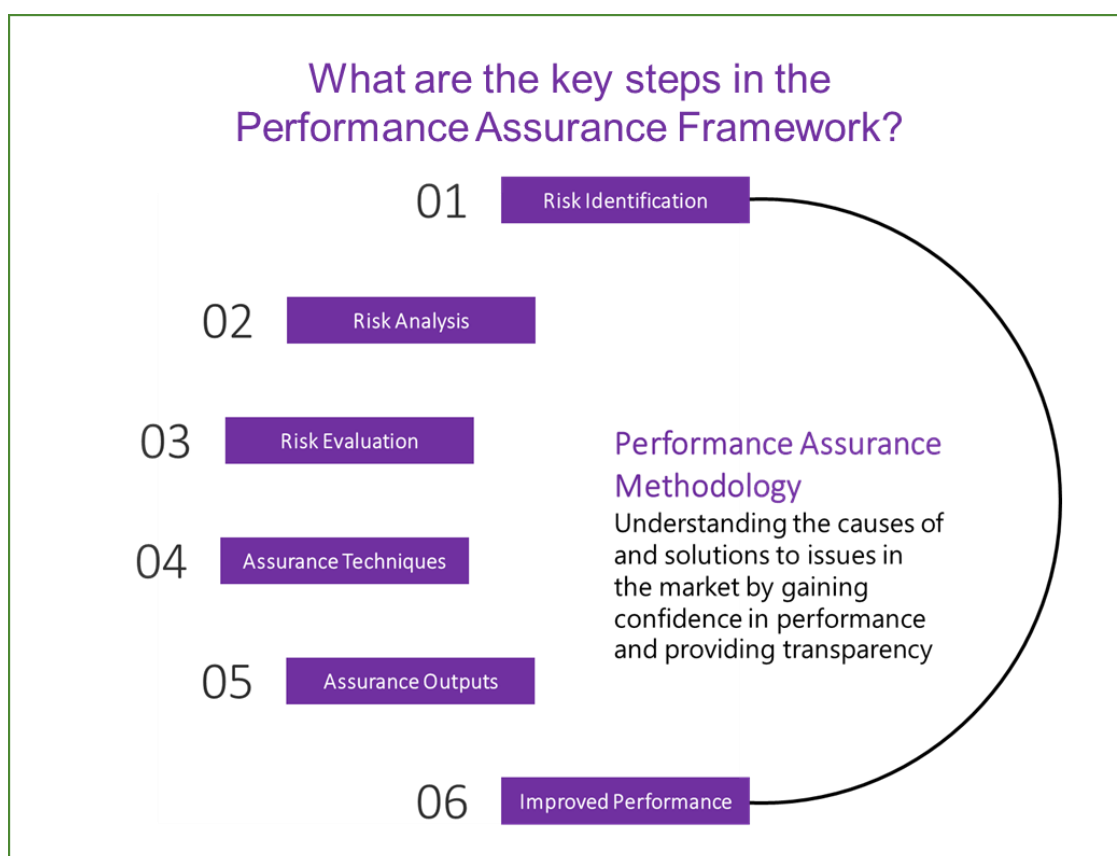 What are the key steps in the
Performance Assurance Framework?
01 Risk Identification
02 Risk Analysis
03 Risk Evaluation
04 Assurance Techniques
05 Assurance Outputs
06 Improved Performance
Performance Assurance
Methodology
Understanding the causes of
and solutions to issues in
the market by gaining
confidence in performance
and providing transparency